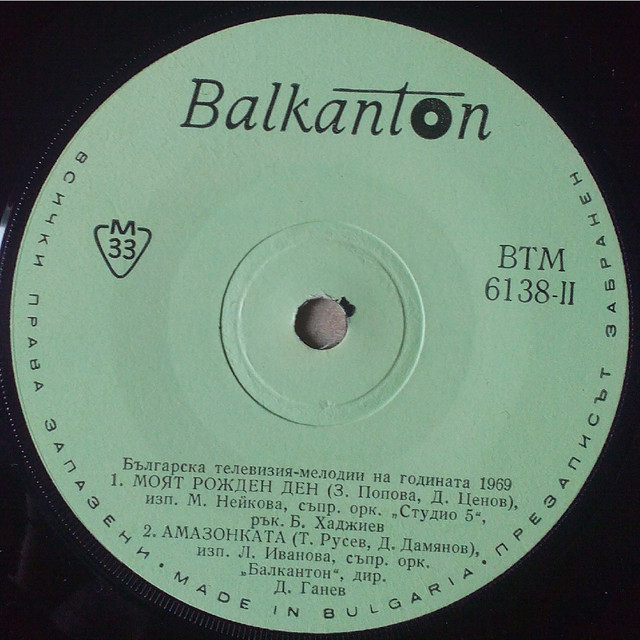 Balkanton
M
33
ВТМ
6138-II
Българска телевизия-мелодии на годината 1969
1. МОЯТ РОЖДЕН ДЕН (З. Попова, Д. Ценов),
изп. М. Нейкова, съпр. орк. „Студио 5“,
рък. Б. Хаджиев
2. АМАЗОНКАТА (Т. Русев, Д. Дамянов),
изп. Л. Иванова, съпр. орк.
„Балкантон“, дир.
Д. Ганев
ВСИЧКИ ПРАВА ЗАПАЗЕНИ • MADE IN BULGARIA • ПРЕЗАПИСЪТ ЗАБРАНЕН